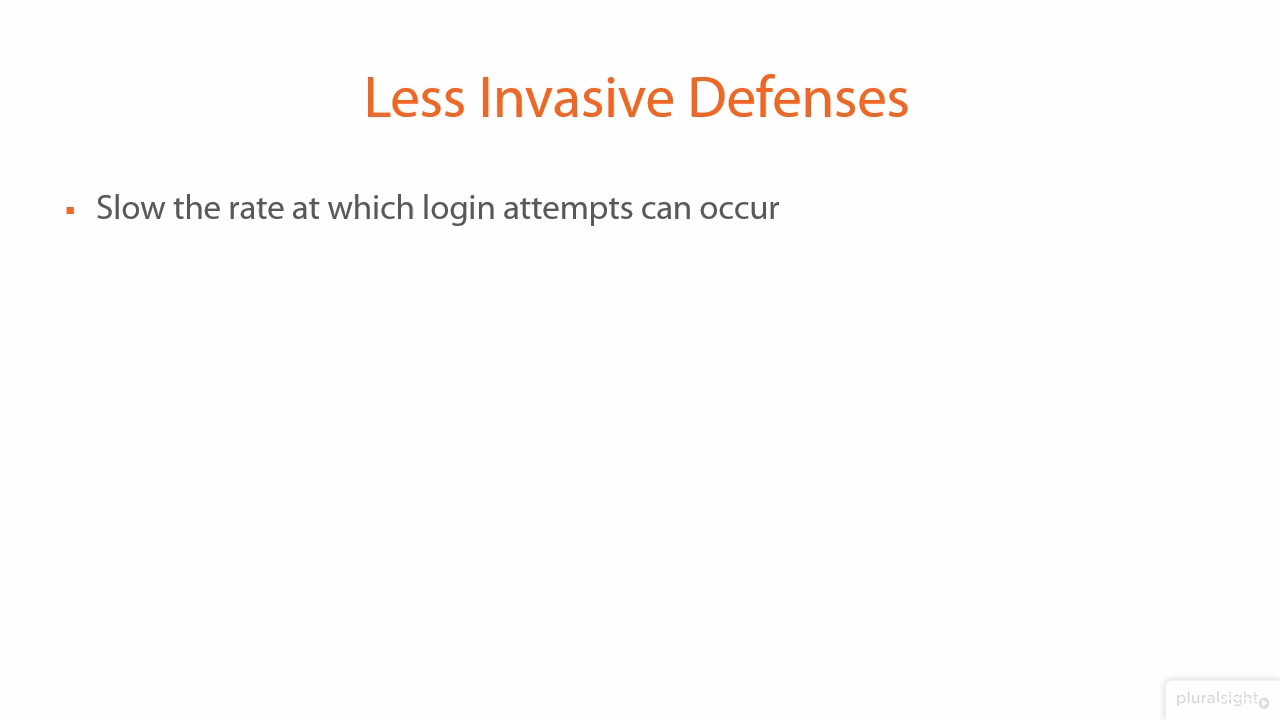 Less Invasive Defenses
▪ Slow the rate at which login attempts can occur
pluralsight